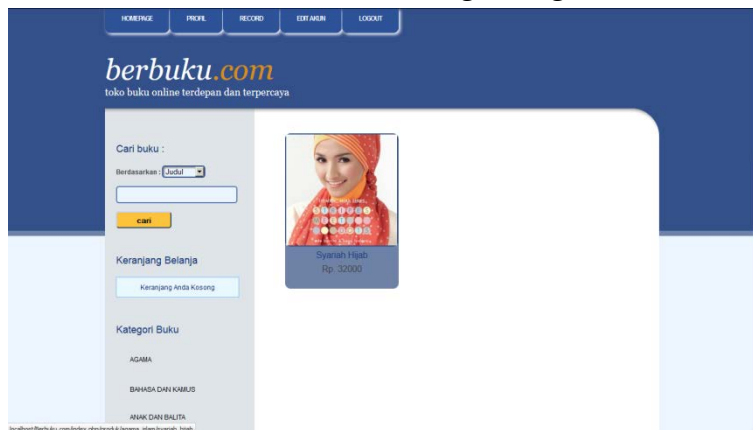 HOMEPAGE PROFIL RECORD EDIT AKUN LOGOUT
berbuku.com
toko buku online terdepan dan terpercaya
Cari buku :
Berdasarkan : Judul
cari
Keranjang Belanja
Keranjang Anda Kosong
Kategori Buku
AGAMA
BAHASA DAN KAMUS
ANAK DAN BALITA
Syariah Hijab
Rp. 32000